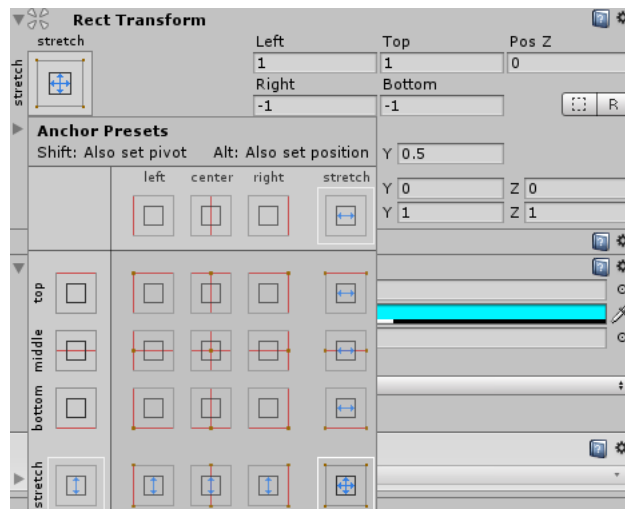 Rect Transform
stretch
Left
Top
Pos Z
stretch
1
1
0
Right
Bottom
-1
-1
R
Anchor Presets
Shift: Also set pivot Alt: Also set position
Y 0.5
left center right stretch
Y 0 Z 0
Y 1 Z 1
top
middle
bottom
stretch